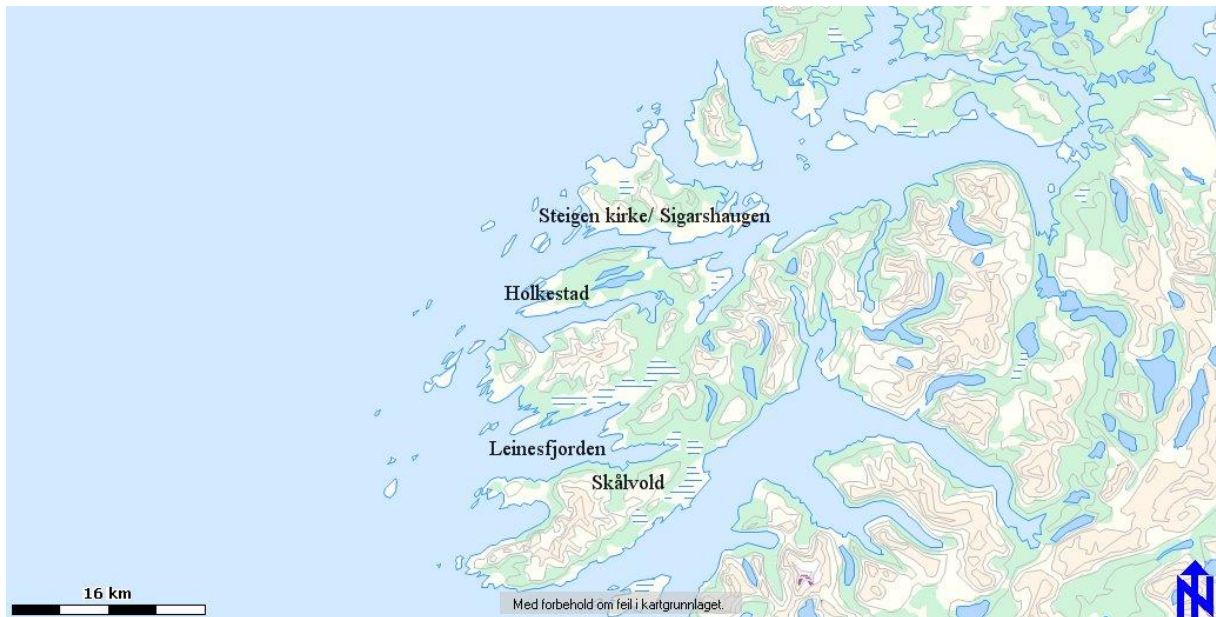 Steigen kirke/ Sigarshaugen
Holkestad
Leinesfjorden
Skålvold
16 km
Med forbehold om feil i kartgrunnlaget.
N